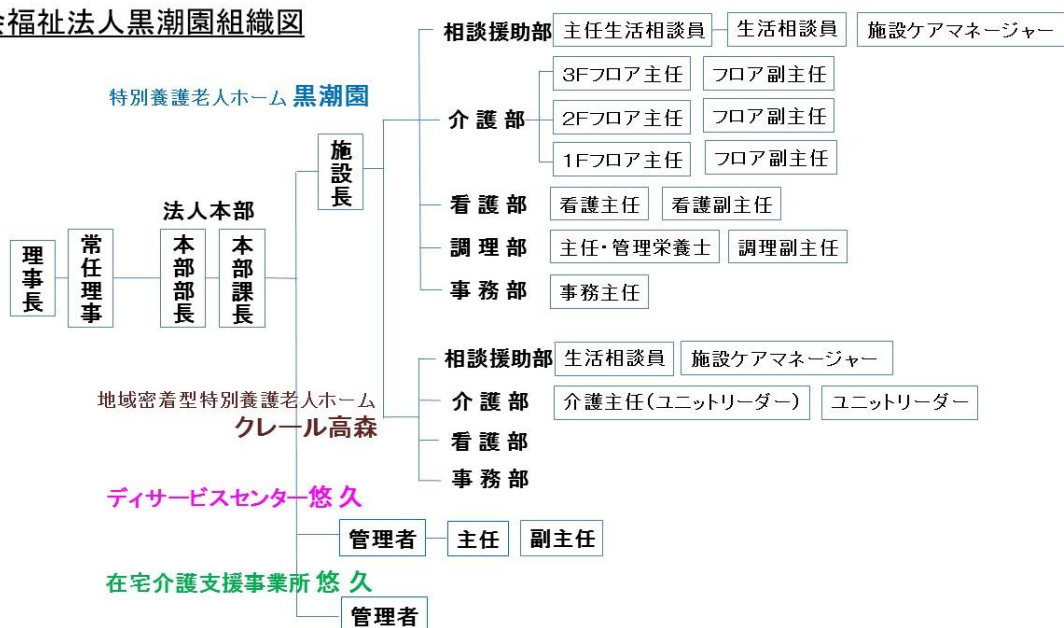 会福祉法人黒潮園組織図
相談援助部 主任生活相談員 生活相談員 施設ケアマネージャー
特別養護老人ホーム 黒潮園
3Fフロア主任 フロア副主任
介護部 2Fフロア主任 フロア副主任
1Fフロア主任 フロア副主任
施設長
看護部 看護主任 看護副主任
法人本部
調理部 主任・管理栄養士 調理副主任
理事長 常任理事 本部部長 本部課長
事務部 事務主任
相談援助部 生活相談員 施設ケアマネージャー
地域密着型特別養護老人ホーム
クレール高森
介護部 介護主任(ユニットリーダー) ユニットリーダー
看護部
事務部
ディサービスセンター悠久
管理者 主任 副主任
在宅介護支援事業所 悠久
管理者